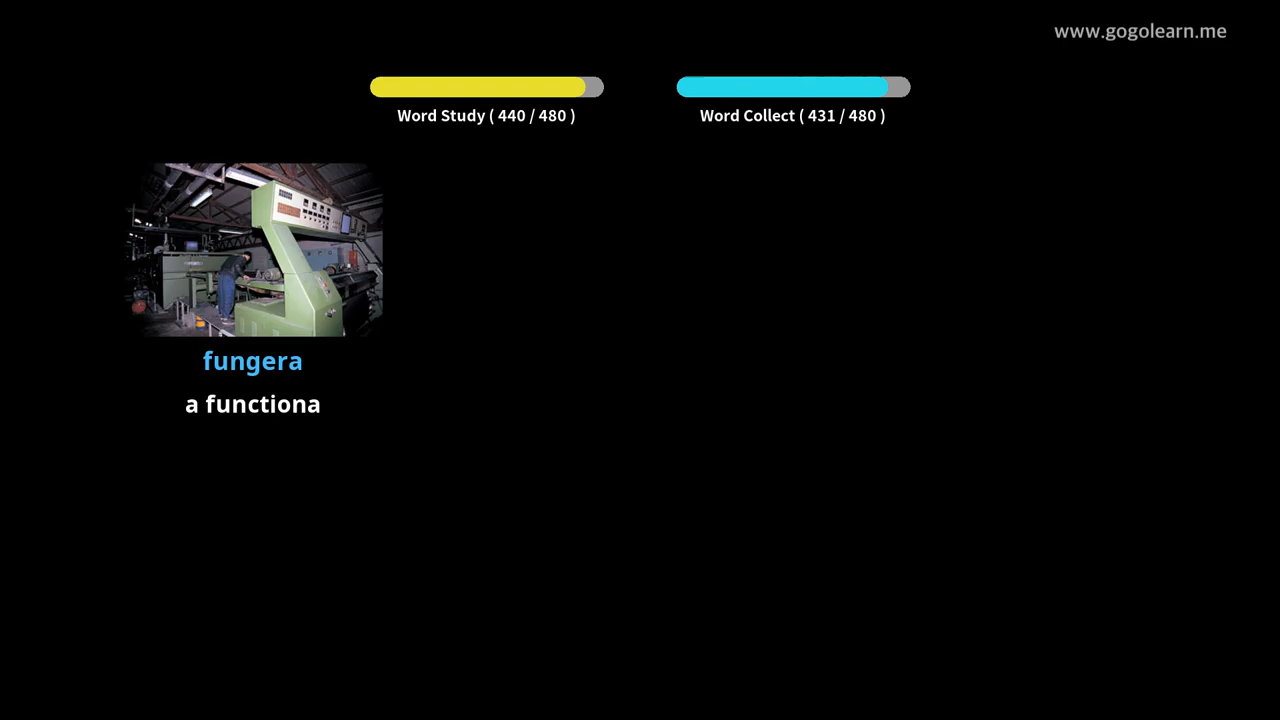 www.gogolearn.me
Word Study ( 440 / 480 )
Word Collect ( 431 / 480 )
fungera
a functiona